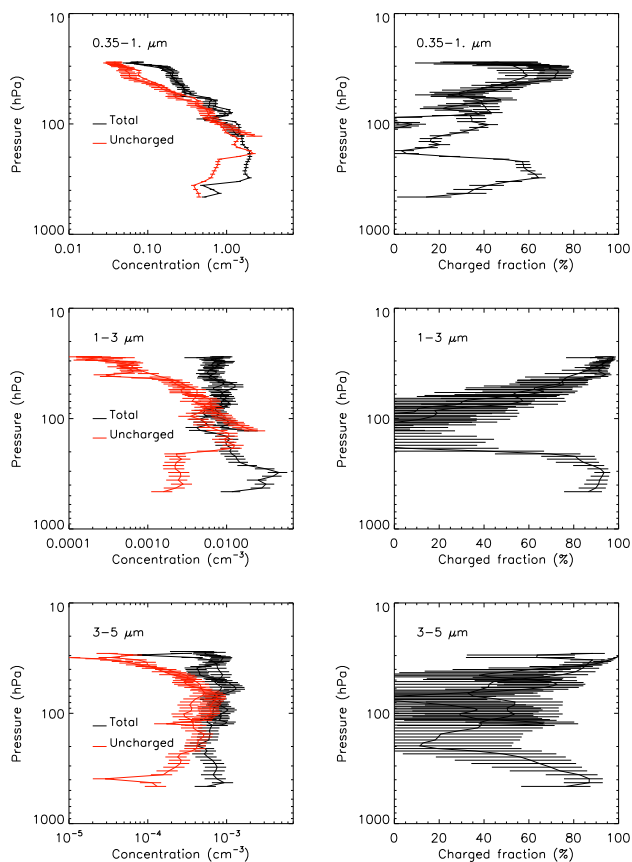 0.35−1. μm
10
100
1000
Pressure (hPa)
Total
Uncharged
0.01 0.10 1.00
Concentration (cm⁻³)
0.35−1. μm
10
100
1000
Pressure (hPa)
0 20 40 60 80 100
Charged fraction (%)
1−3 μm
10
100
1000
Pressure (hPa)
Total
Uncharged
0.0001 0.0010 0.0100
Concentration (cm⁻³)
1−3 μm
10
100
1000
Pressure (hPa)
0 20 40 60 80 100
Charged fraction (%)
3−5 μm
10
100
1000
Pressure (hPa)
Total
Uncharged
10⁻⁵ 10⁻⁴ 10⁻³
Concentration (cm⁻³)
3−5 μm
10
100
1000
Pressure (hPa)
0 20 40 60 80 100
Charged fraction (%)